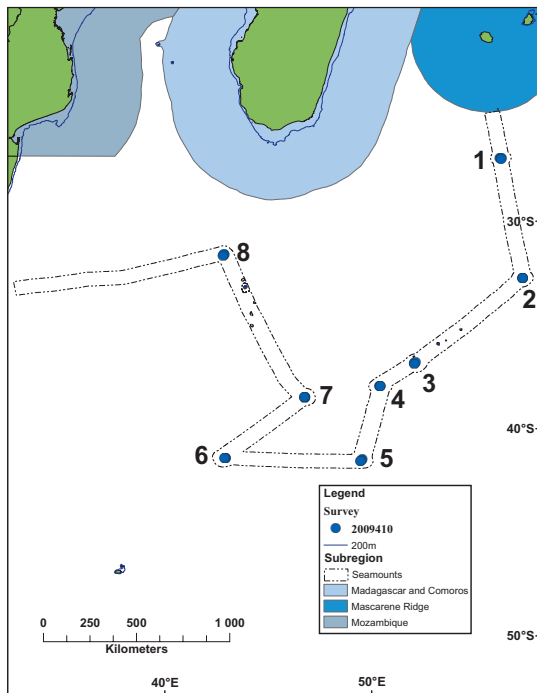 1
30°S
8
2
3
7
4
40°S
6
5
Legend
Survey
2009410
200m
Subregion
Seamounts
Madagascar and Comoros
Mascarene Ridge
Mozambique
0 250 500 1 000
Kilometers
50°S
40°E 50°E